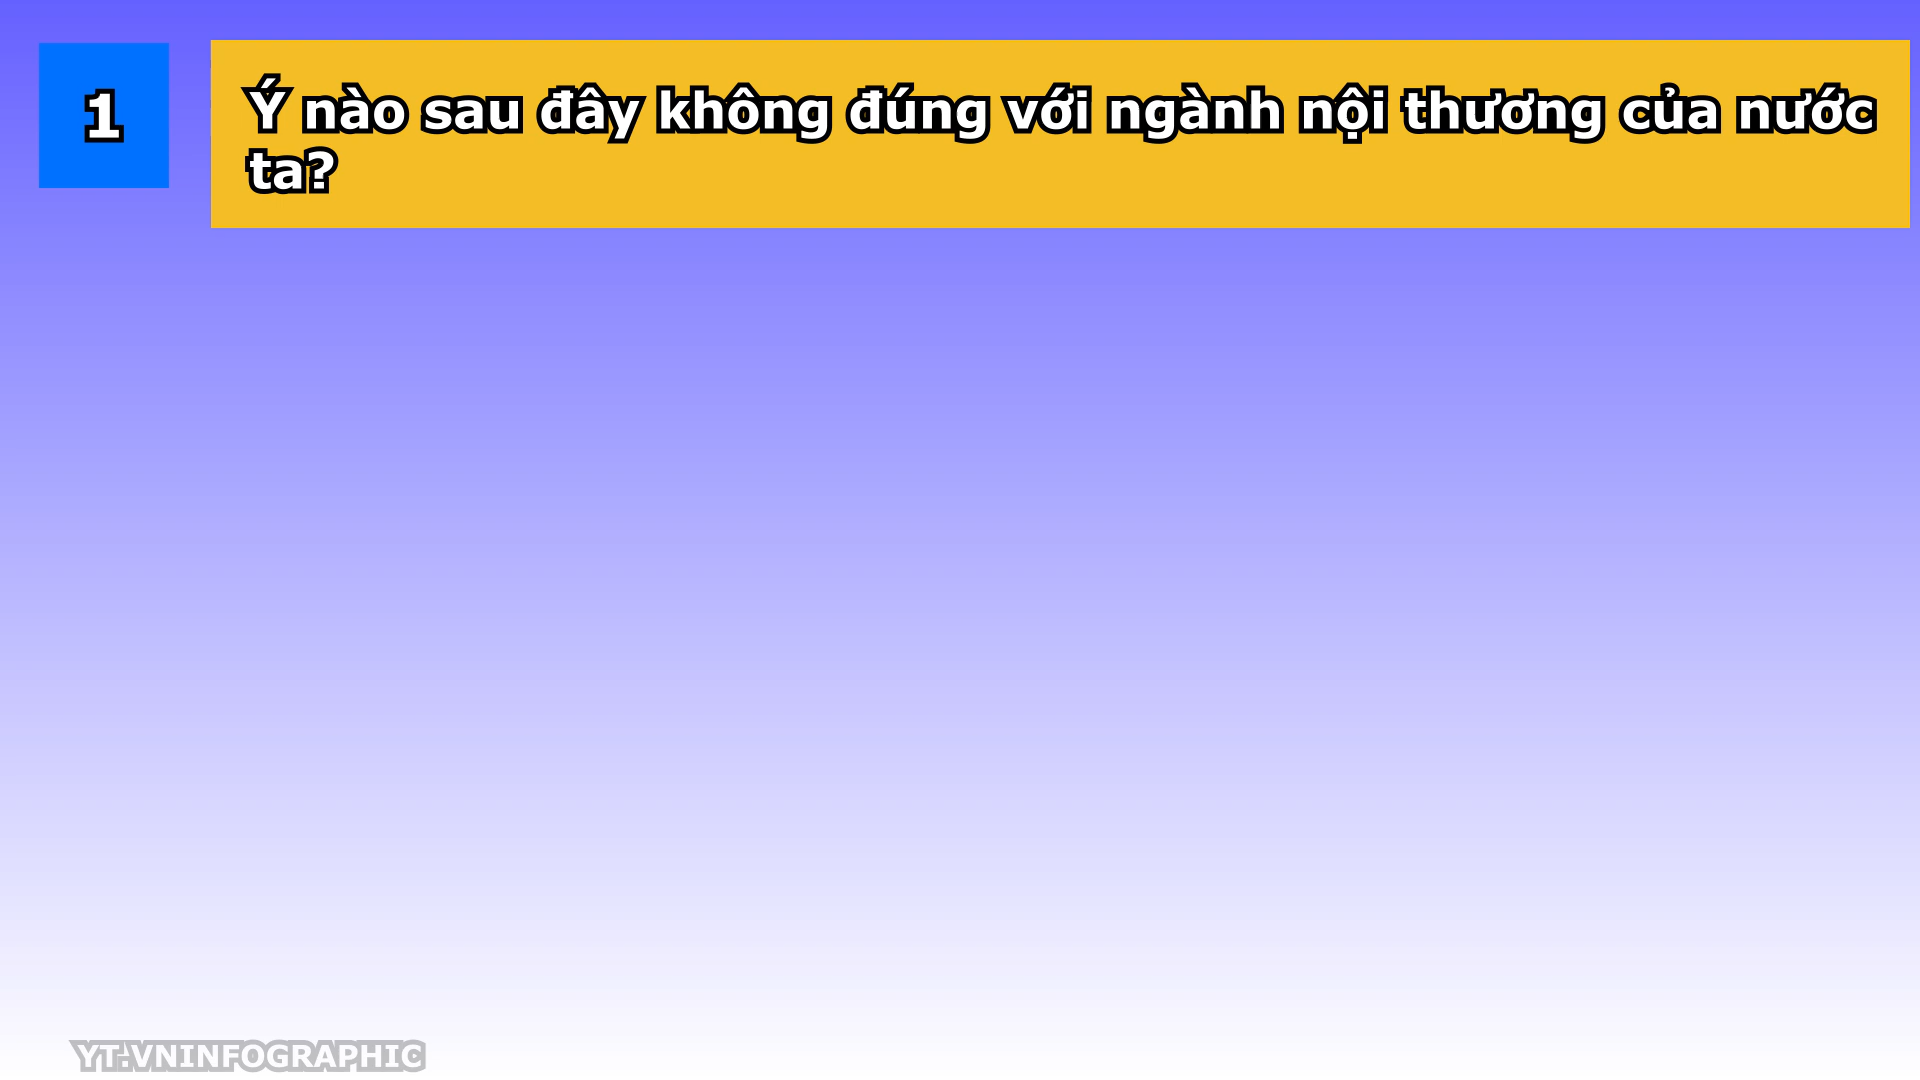 1
Ý nào sau đây không đúng với ngành nội thương của nước
ta?
YT.VNINFOGRAPHIC